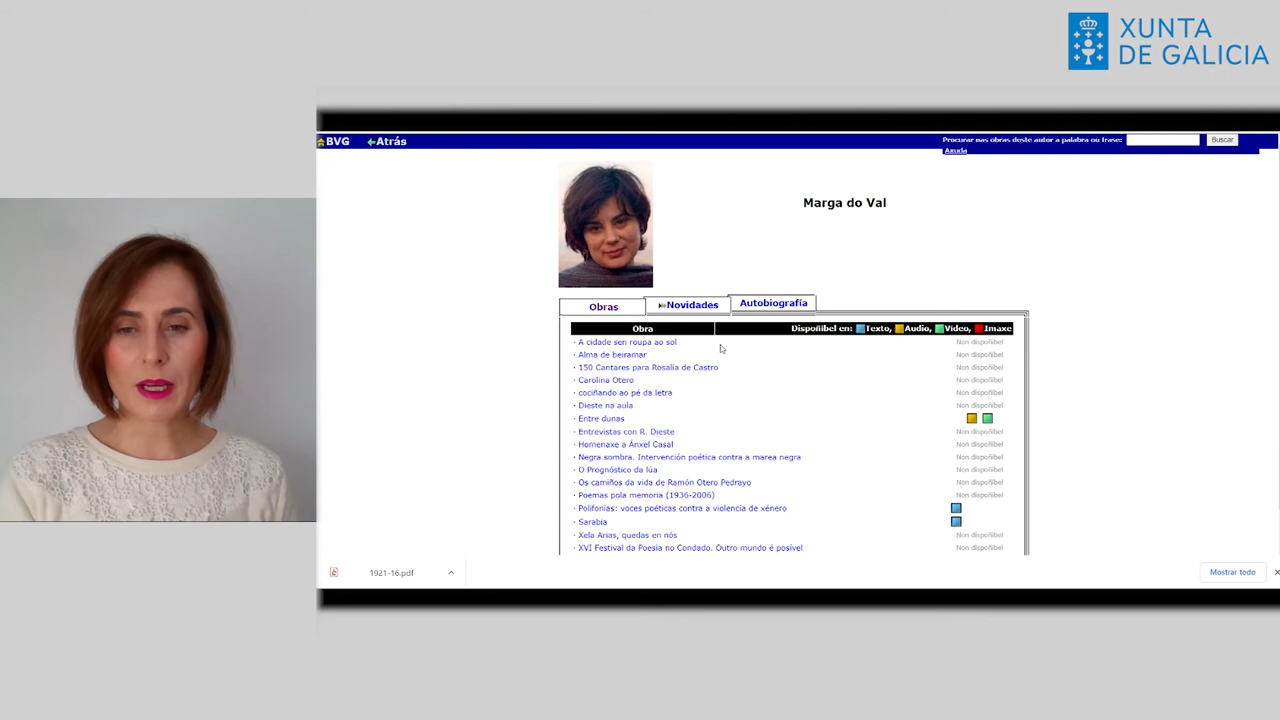 XUNTA
DE GALICIA
BVG
Atrás
Procurar nas obras deste autor a palabra ou frase:
Buscar
Axuda
Marga do Val
Obras
Novidades
Autobiografía
Obra
Dispoñibel en: Texto, Audio, Vídeo, Imaxe
· A cidade sen roupa ao sol Non dispoñíbel
· Alma de beiramar Non dispoñíbel
· 150 Cantares para Rosalía de Castro Non dispoñíbel
· Carolina Otero Non dispoñíbel
· cociñando ao pé da letra Non dispoñíbel
· Dieste na aula Non dispoñíbel
· Entre dunas
· Entrevistas con R. Dieste Non dispoñíbel
· Homenaxe a Ánxel Casal Non dispoñíbel
· Negra sombra. Intervención poética contra a marea negra Non dispoñíbel
· O Prognóstico da lúa Non dispoñíbel
· Os camiños da vida de Ramón Otero Pedrayo Non dispoñíbel
· Poemas pola memoria (1936-2006) Non dispoñíbel
· Polifonías: voces poéticas contra a violencia de xénero
· Sarabia
· Xela Arias, quedas en nós Non dispoñíbel
· XVI Festival da Poesia no Condado. Outro mundo é posível Non dispoñíbel
1921-16.pdf
Mostrar todo